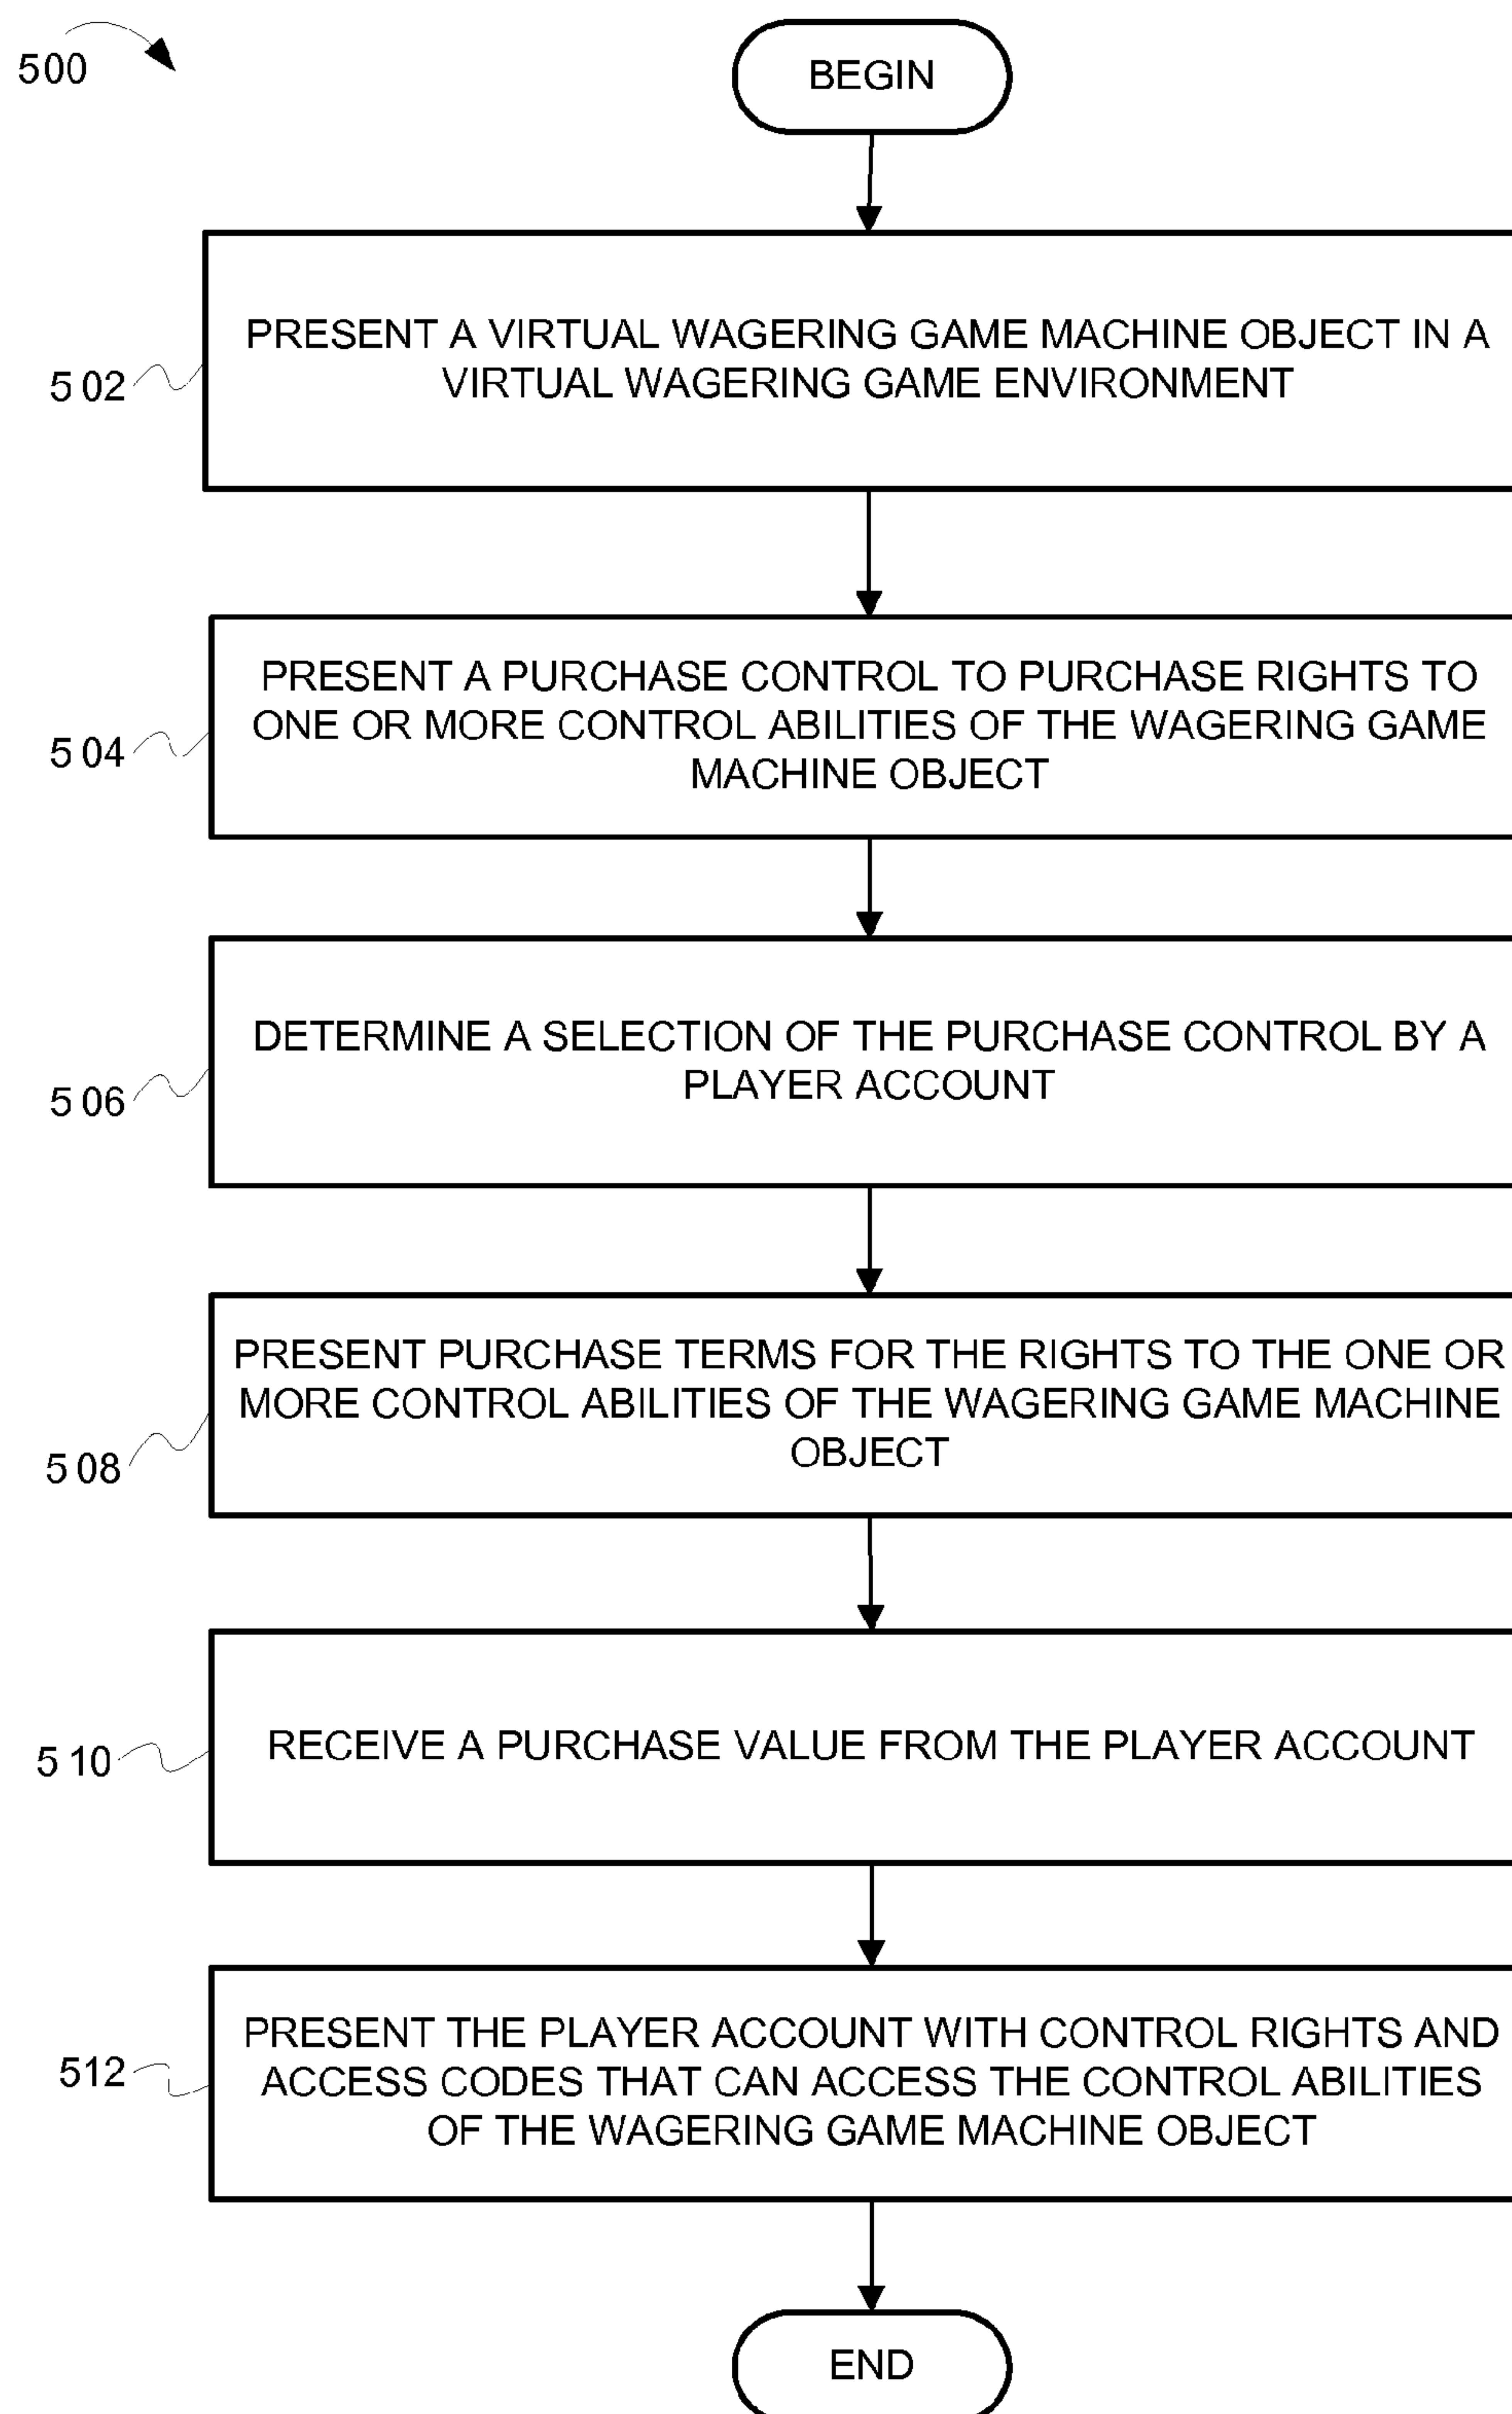 500
BEGIN
PRESENT A VIRTUAL WAGERING GAME MACHINE OBJECT IN A
VIRTUAL WAGERING GAME ENVIRONMENT
502
PRESENT A PURCHASE CONTROL TO PURCHASE RIGHTS TO
ONE OR MORE CONTROL ABILITIES OF THE WAGERING GAME
MACHINE OBJECT
504
DETERMINE A SELECTION OF THE PURCHASE CONTROL BY A
PLAYER ACCOUNT
506
PRESENT PURCHASE TERMS FOR THE RIGHTS TO THE ONE OR
MORE CONTROL ABILITIES OF THE WAGERING GAME MACHINE
OBJECT
508
RECEIVE A PURCHASE VALUE FROM THE PLAYER ACCOUNT
510
PRESENT THE PLAYER ACCOUNT WITH CONTROL RIGHTS AND
ACCESS CODES THAT CAN ACCESS THE CONTROL ABILITIES
OF THE WAGERING GAME MACHINE OBJECT
512
END